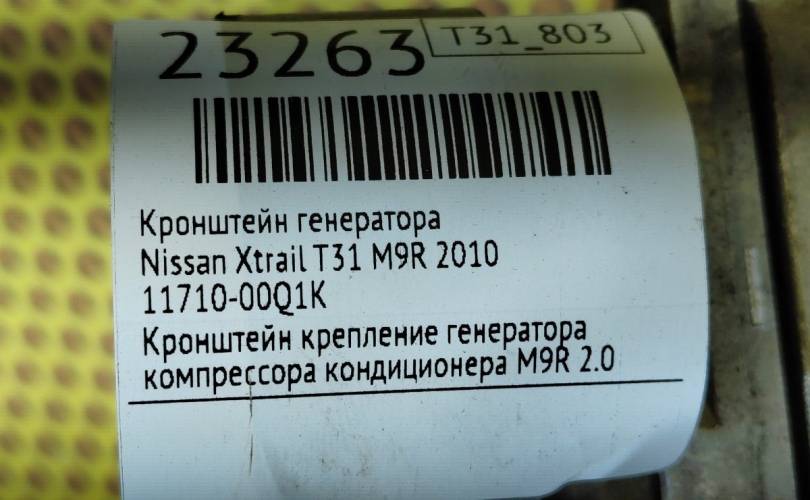 23263
T31_803
Кронштейн генератора
Nissan Xtrail T31 M9R 2010
11710-00Q1K
Кронштейн крепление генератора
компрессора кондиционера M9R 2.0